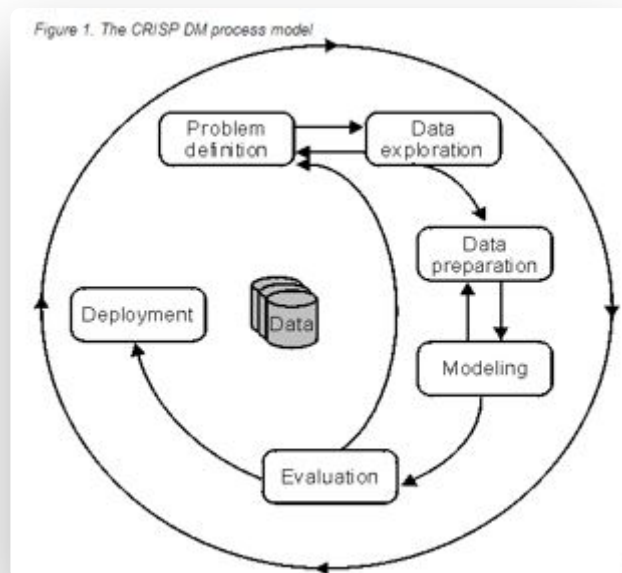 Figure 1. The CRISP DM process model
Problem
definition
Data
exploration
Data
preparation
Deployment
Data
Modeling
Evaluation